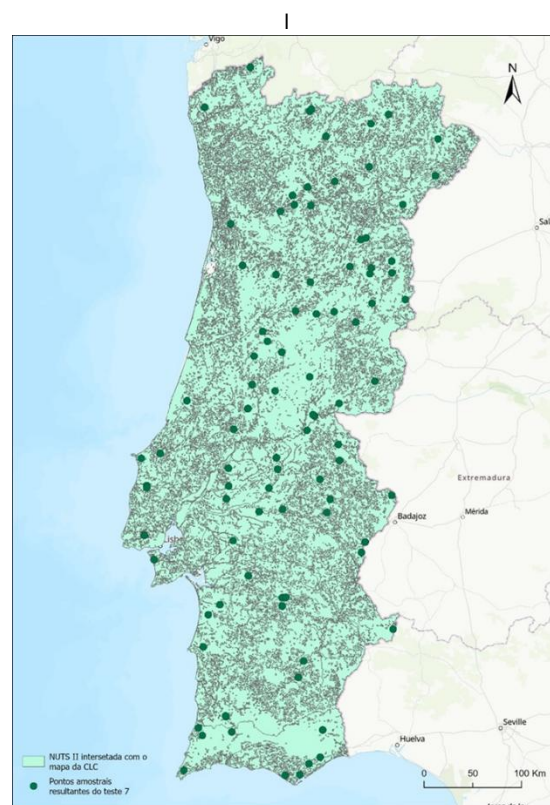 I
Vigo
N
Sal
Extremadura
Badajoz
Mérida
Lisbo
Seville
Huelva
NUTS II intersetada com o
mapa da CLC
Pontos amostrais
resultantes do teste 7
0 50 100 Km